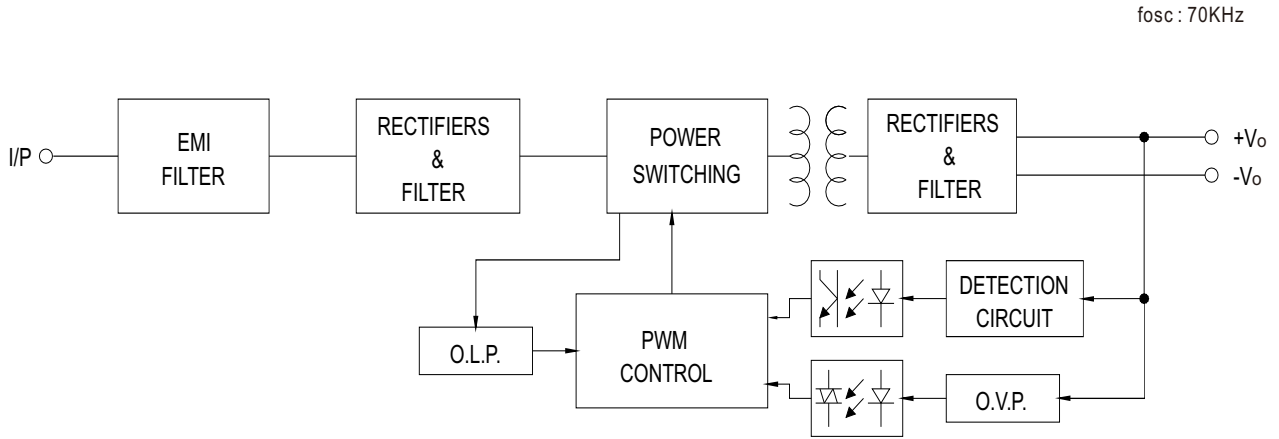 fosc : 70KHz
I/P
EMI
FILTER
RECTIFIERS
&
FILTER
POWER
SWITCHING
RECTIFIERS
&
FILTER
+Vo
-Vo
O.L.P.
PWM
CONTROL
DETECTION
CIRCUIT
O.V.P.